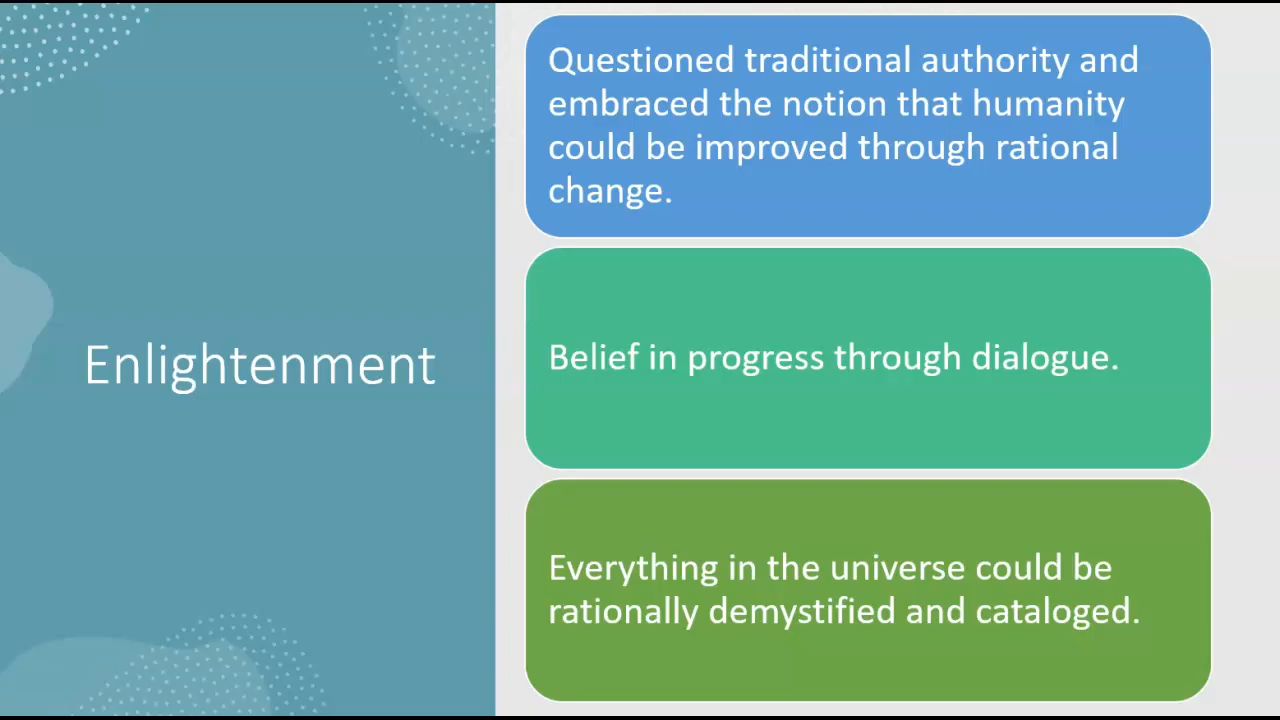 Enlightenment
Questioned traditional authority and
embraced the notion that humanity
could be improved through rational
change.
Belief in progress through dialogue.
Everything in the universe could be
rationally demystified and cataloged.